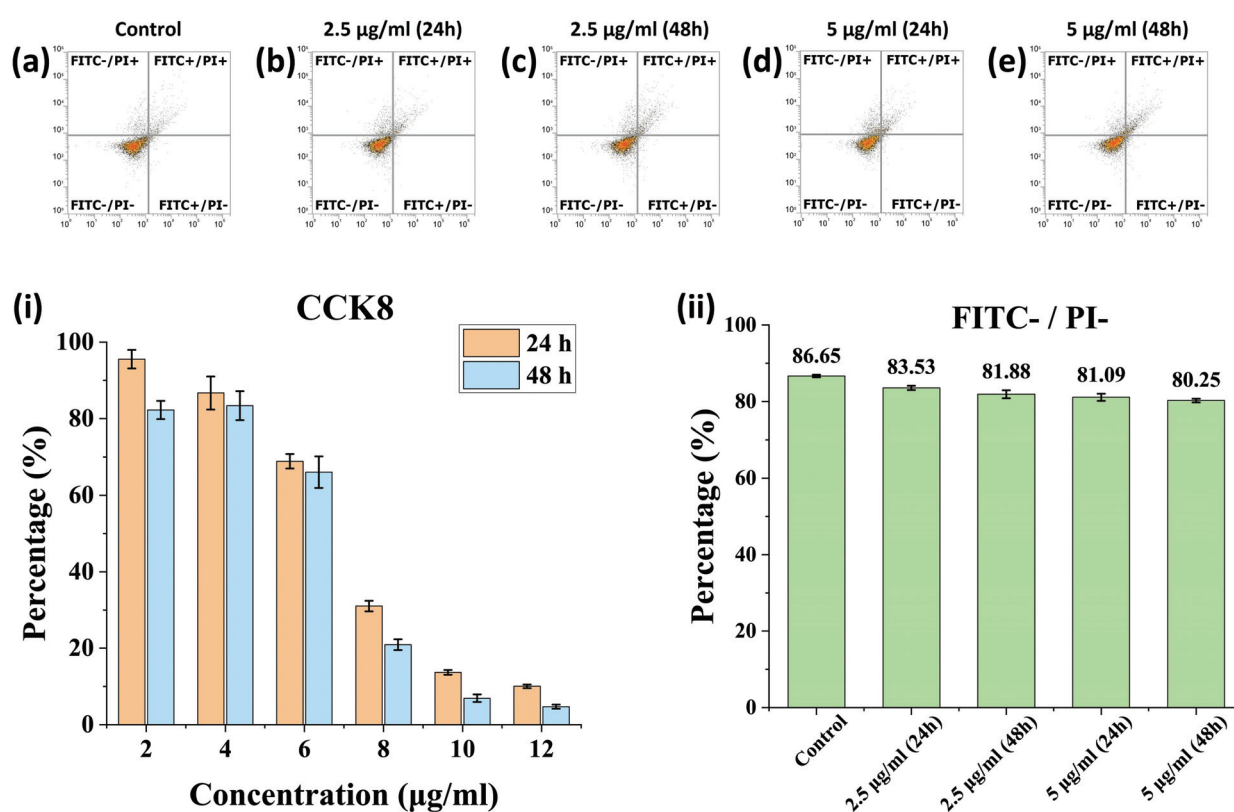 Control
2.5 µg/ml (24h)
2.5 µg/ml (48h)
5 µg/ml (24h)
5 µg/ml (48h)
(a)
FITC-/PI+
FITC+/PI+
FITC-/PI-
FITC+/PI-
(b)
FITC-/PI+
FITC+/PI+
FITC-/PI-
FITC+/PI-
(c)
FITC-/PI+
FITC+/PI+
FITC-/PI-
FITC+/PI-
(d)
FITC-/PI+
FITC+/PI+
FITC-/PI-
FITC+/PI-
(e)
FITC-/PI+
FITC+/PI+
FITC-/PI-
FITC+/PI-
(i)
CCK8
24 h
48 h
Percentage (%)
100
80
60
40
20
0
2 4 6 8 10 12
Concentration (µg/ml)
(ii)
FITC- / PI-
Percentage (%)
100
80
60
40
20
0
86.65
83.53
81.88
81.09
80.25
Control
2.5 µg/ml (24h)
2.5 µg/ml (48h)
5 µg/ml (24h)
5 µg/ml (48h)